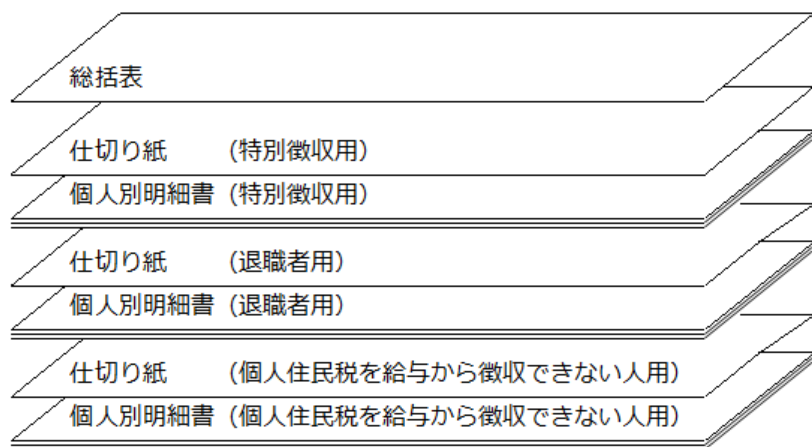 総括表
仕切り紙 (特別徴収用)
個人別明細書 (特別徴収用)
仕切り紙 (退職者用)
個人別明細書 (退職者用)
仕切り紙 (個人住民税を給与から徴収できない人用)
個人別明細書 (個人住民税を給与から徴収できない人用)